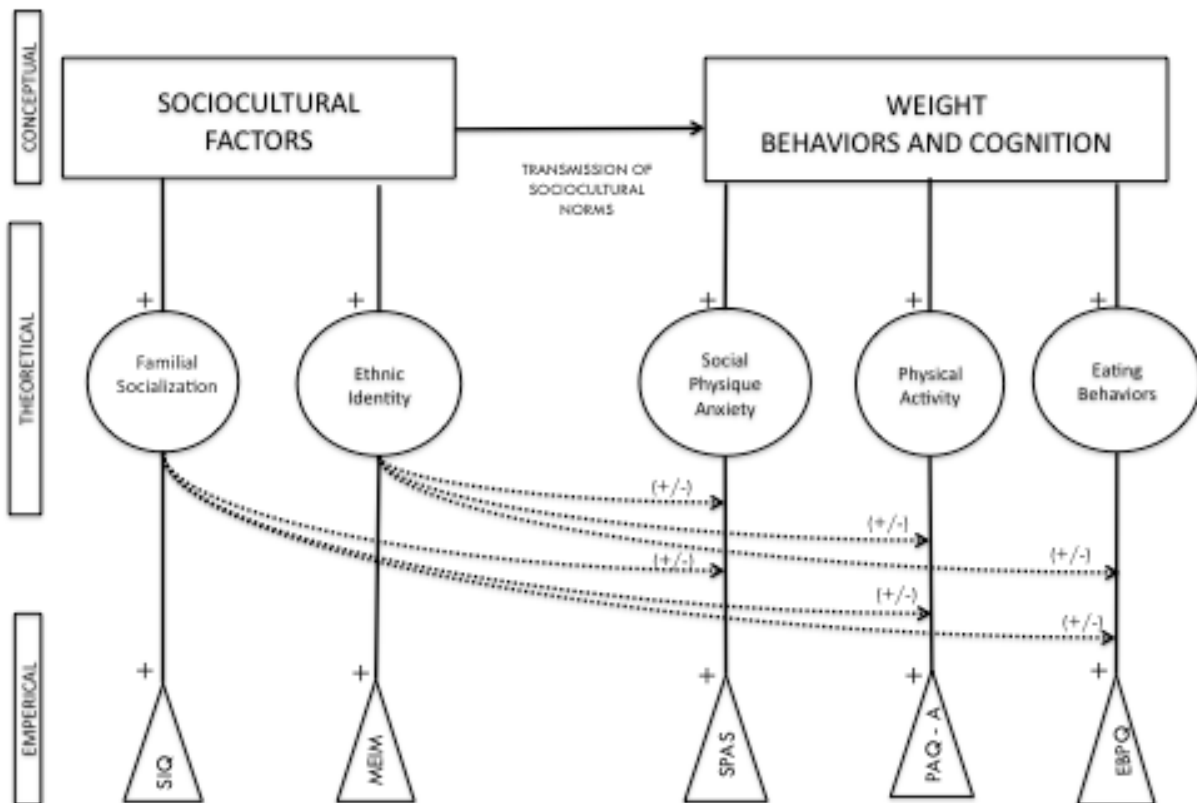 CONCEPTUAL
SOCIOCULTURAL
FACTORS
WEIGHT
BEHAVIORS AND COGNITION
TRANSMISSION OF
SOCIOCULTURAL
NORMS
THEORETICAL
+
+
+
+
+
Familial
Socialization
Ethnic
Identity
Social
Physique
Anxiety
Physical
Activity
Eating
Behaviors
(+/-)
(+/-)
(+/-)
(+/-)
(+/-)
(+/-)
EMPERICAL
+
+
+
+
+
SIQ
MEIM
SPAS
PAQ - A
EBPQ